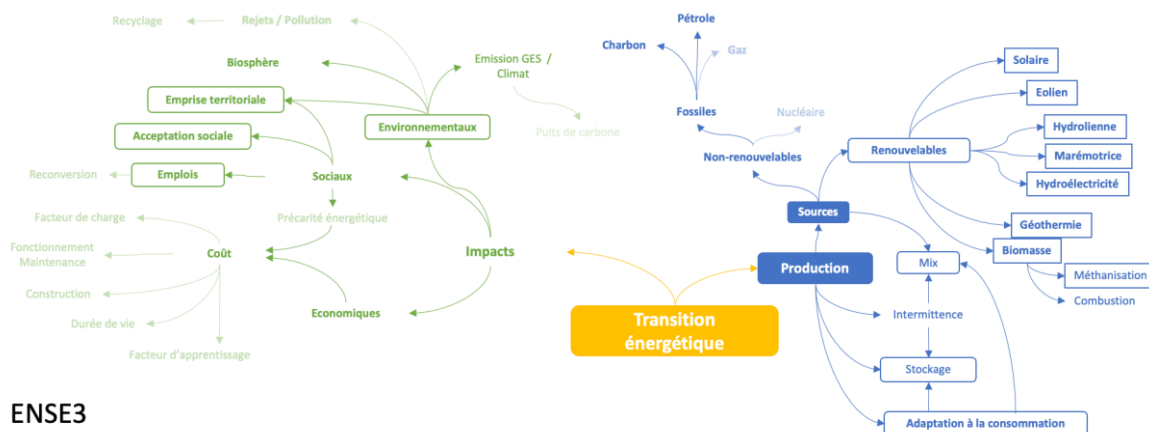 Recyclage
Rejets / Pollution
Biosphère
Emission GES /
Climat
Emprise territoriale
Environnementaux
Puits de carbone
Acceptation sociale
Reconversion
Emplois
Sociaux
Facteur de charge
Précarité énergétique
Fonctionnement
Maintenance
Coût
Impacts
Construction
Economiques
Durée de vie
Facteur d'apprentissage
Transition
énergétique
Pétrole
Charbon
Gaz
Fossiles
Nucléaire
Non-renouvelables
Sources
Production
Solaire
Eolien
Hydrolienne
Renouvelables
Marémotrice
Hydroélectricité
Géothermie
Biomasse
Mix
Méthanisation
Combustion
Intermittence
Stockage
Adaptation à la consommation
ENSE3